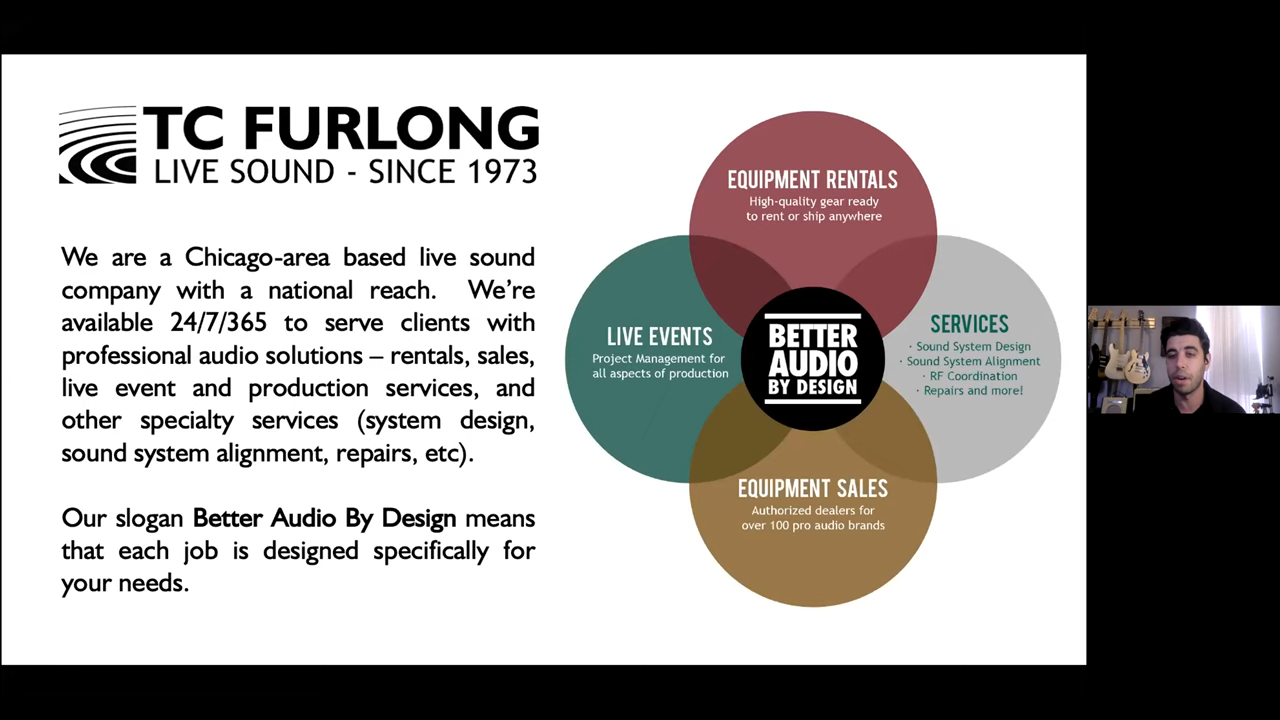 TC FURLONG
LIVE SOUND - SINCE 1973
We are a Chicago-area based live sound
company with a national reach. We're
available 24/7/365 to serve clients with
professional audio solutions – rentals, sales,
live event and production services, and
other specialty services (system design,
sound system alignment, repairs, etc).
Our slogan Better Audio By Design means
that each job is designed specifically for
your needs.
EQUIPMENT RENTALS
High-quality gear ready
to rent or ship anywhere
LIVE EVENTS
Project Management for
all aspects of production
BETTER
AUDIO
BY DESIGN
SERVICES
· Sound System Design
· Sound System Alignment
· RF Coordination
· Repairs and more!
EQUIPMENT SALES
Authorized dealers for
over 100 pro audio brands